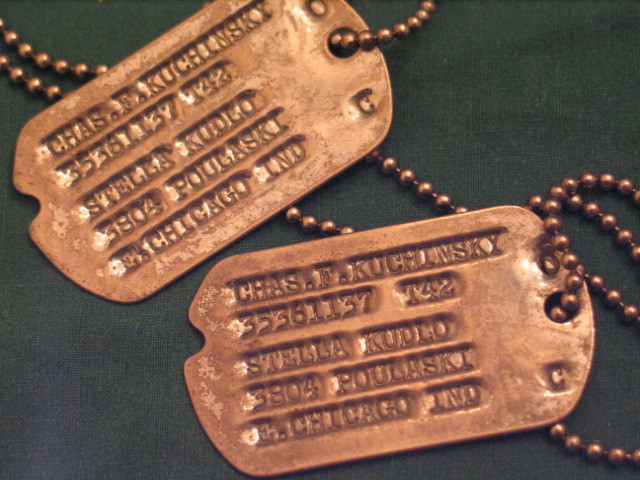 CHAS.F.KUCHINSKY O
35361137 T42 C
STELLA KUDLO
3804 POULASKI
E.CHICAGO IND
CHAS.F.KUCHINSKY O
35361137 T42
STELLA KUDLO
3804 POULASKI C
E.CHICAGO IND